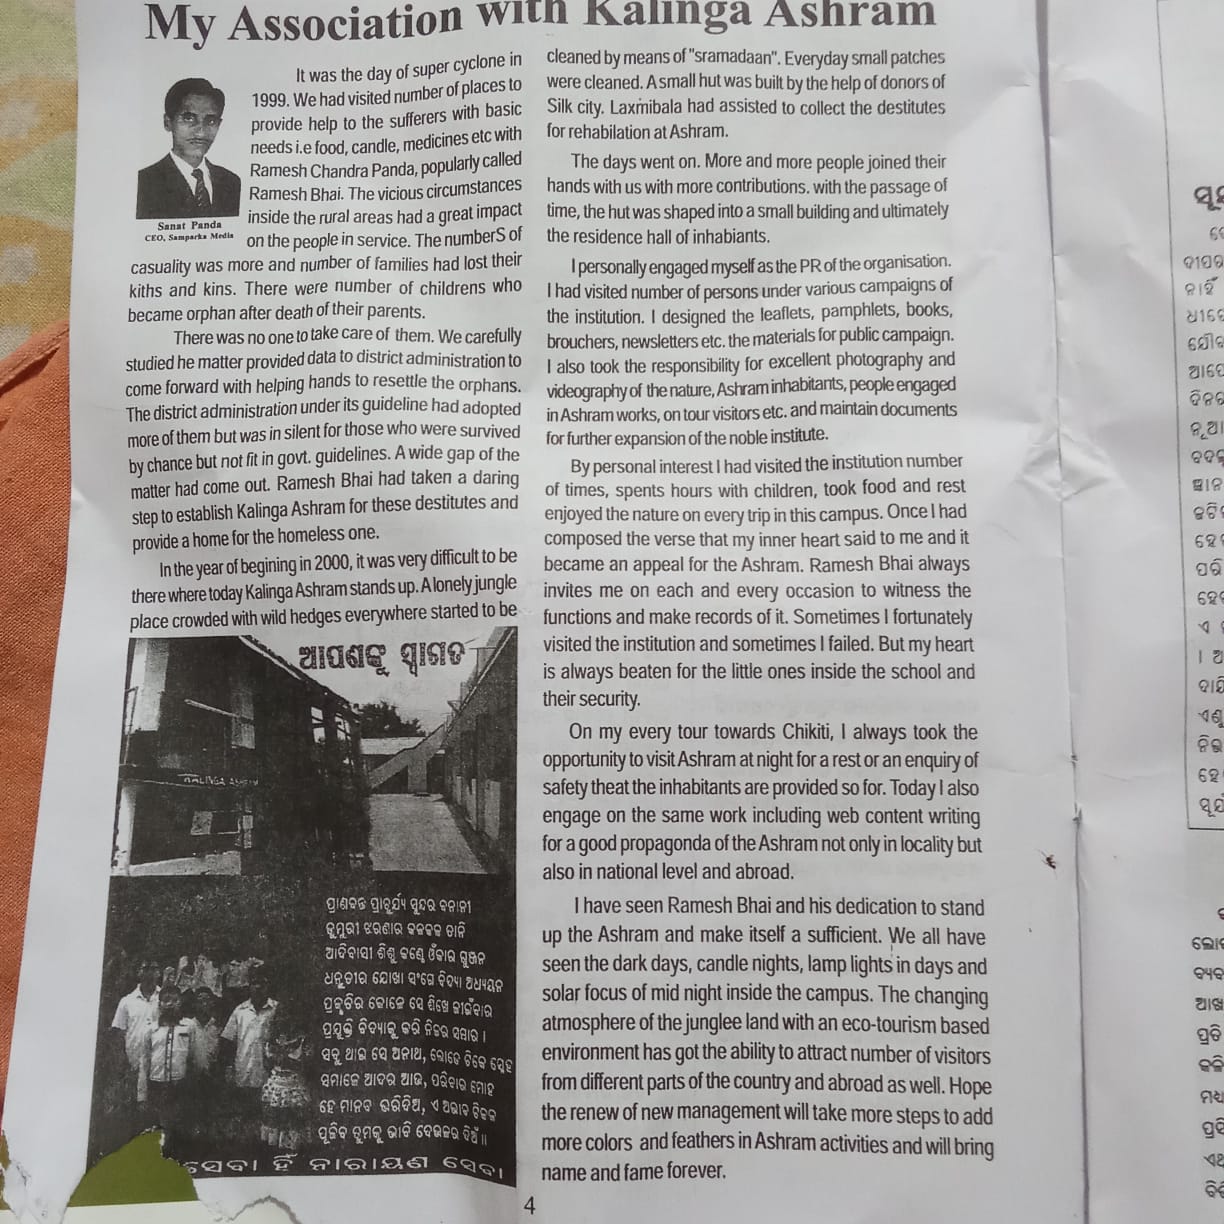 My Association with Kalinga Ashram
It was the day of super cyclone in
1999. We had visited number of places to
provide help to the sufferers with basic
needs i.e food, candle, medicines etc with
Ramesh Chandra Panda, popularly called
Ramesh Bhai. The vicious circumstances
inside the rural areas had a great impact
on the people in service. The numberS of
Sanat Panda
CEO, Samparka Media
casuality was more and number of families had lost their
kiths and kins. There were number of childrens who
became orphan after death of their parents.
There was no one to take care of them. We carefully
studied he matter provided data to district administration to
come forward with helping hands to resettle the orphans.
The district administration under its guideline had adopted
more of them but was in silent for those who were survived
by chance but not fit in govt. guidelines. A wide gap of the
matter had come out. Ramesh Bhai had taken a daring
step to establish Kalinga Ashram for these destitutes and
provide a home for the homeless one.
In the year of begining in 2000, it was very difficult to be
there where today Kalinga Ashram stands up. A lonely jungle
place crowded with wild hedges everywhere started to be
ଆପଣଙ୍କୁ ସ୍ୱାଗତ
KALINGA ASHRAM
ପ୍ରାଣବନ୍ତ ପ୍ରାଚୁର୍ଯ୍ୟ ସୁନ୍ଦର ବନାନୀ
ଝୁମୁରୀ ଝରଣାର କଳକଳ ତାନି
ଆଦିବାସୀ ଶିଶୁ କଣ୍ଠେ ଓଁକାର ଗୁଞ୍ଜନ
ଧନୁତୀର ଯୋଖା ସଂଗେ ବିଦ୍ୟା ଅଧ୍ୟୟନ
ପ୍ରକୃତିର କୋଳେ ସେ ଶିଖେ ଜୀଇଁବାର
ପ୍ରଯୁକ୍ତି ବିଦ୍ୟାକୁ କରି ନିଜର ସମ୍ଭାର ।
ସବୁ ଥାଇ ସେ ଅନାଥ, ଲୋଡେ ଟିକେ ସ୍ନେହ
ସମାଜେ ଆଦର ଆଉ, ପରିବାର ମୋହ
ହେ ମାନବ ଭରିଦିଅ, ଏ ଅଭାବ ଟିକକ
ପୂଜିବ ତୁମକୁ ଭାବି ଦେଉଳର ଦିଅଁ ॥
ସେବା ହିଁ ନାରାୟଣ ସେବା
cleaned by means of "sramadaan". Everyday small patches
were cleaned. A small hut was built by the help of donors of
Silk city. Laxmibala had assisted to collect the destitutes
for rehabilation at Ashram.
The days went on. More and more people joined their
hands with us with more contributions. with the passage of
time, the hut was shaped into a small building and ultimately
the residence hall of inhabiants.
I personally engaged myself as the PR of the organisation.
I had visited number of persons under various campaigns of
the institution. I designed the leaflets, pamphlets, books,
brouchers, newsletters etc. the materials for public campaign.
I also took the responsibility for excellent photography and
videography of the nature, Ashram inhabitants, people engaged
in Ashram works, on tour visitors etc. and maintain documents
for further expansion of the noble institute.
By personal interest I had visited the institution number
of times, spents hours with children, took food and rest
enjoyed the nature on every trip in this campus. Once I had
composed the verse that my inner heart said to me and it
became an appeal for the Ashram. Ramesh Bhai always
invites me on each and every occasion to witness the
functions and make records of it. Sometimes I fortunately
visited the institution and sometimes I failed. But my heart
is always beaten for the little ones inside the school and
their security.
On my every tour towards Chikiti, I always took the
opportunity to visit Ashram at night for a rest or an enquiry of
safety theat the inhabitants are provided so for. Today I also
engage on the same work including web content writing
for a good propagonda of the Ashram not only in locality but
also in national level and abroad.
I have seen Ramesh Bhai and his dedication to stand
up the Ashram and make itself a sufficient. We all have
seen the dark days, candle nights, lamp lights in days and
solar focus of mid night inside the campus. The changing
atmosphere of the junglee land with an eco-tourism based
environment has got the ability to attract number of visitors
from different parts of the country and abroad as well. Hope
the renew of new management will take more steps to add
more colors and feathers in Ashram activities and will bring
name and fame forever.
4